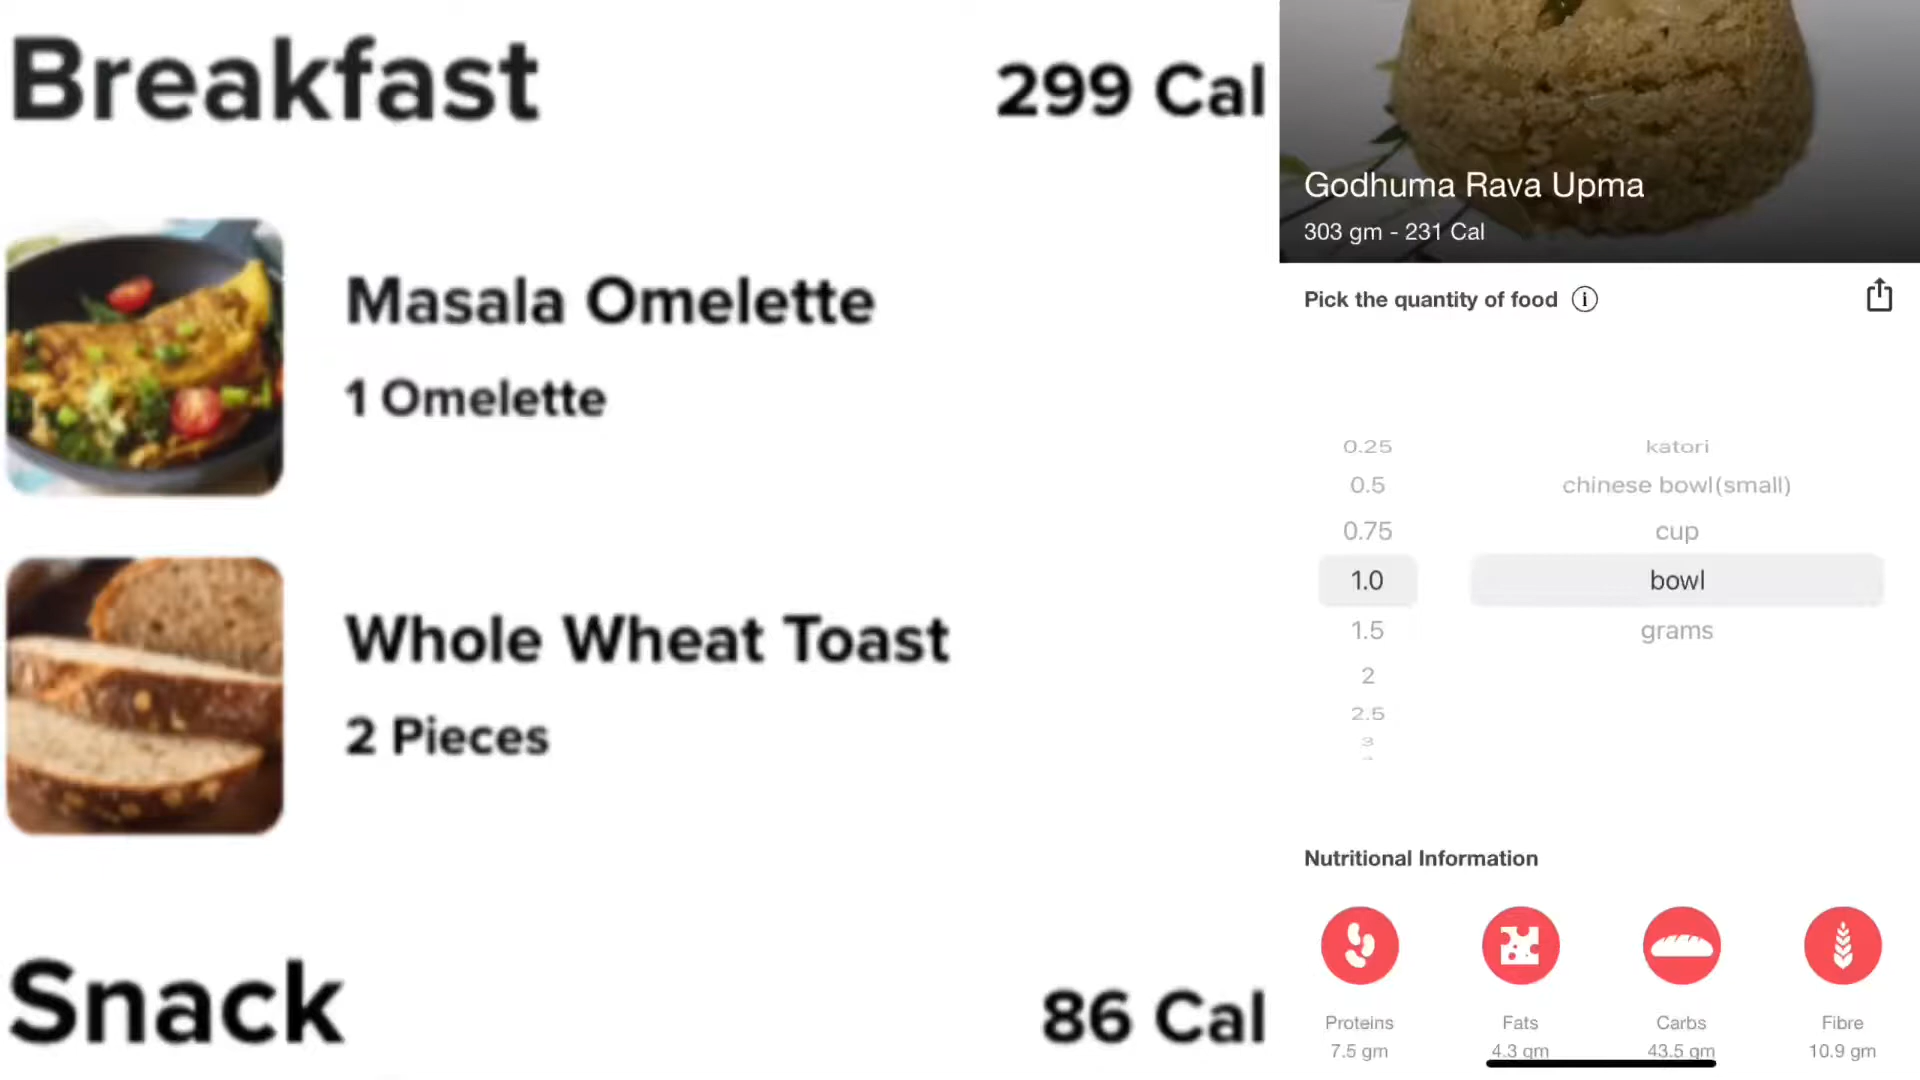 Breakfast
299 Cal
Masala Omelette
1 Omelette
Whole Wheat Toast
2 Pieces
Snack
86 Cal
Godhuma Rava Upma
303 gm - 231 Cal
Pick the quantity of food
0.25 katori
0.5 chinese bowl(small)
0.75 cup
1.0 bowl
1.5 grams
2
2.5
3
Nutritional Information
Proteins Fats Carbs Fibre
7.5 gm 4.3 gm 43.5 gm 10.9 gm